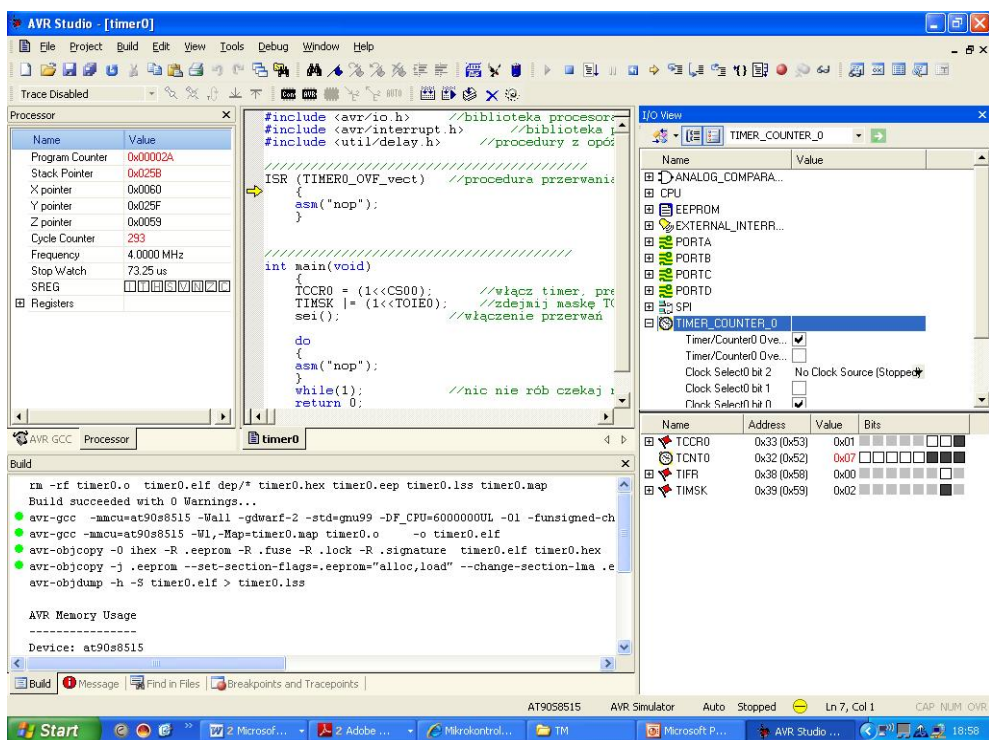 AVR Studio - [timer0]
File Project Build Edit View Tools Debug Window Help
Trace Disabled
Processor
Name Value
Program Counter 0x00002A
Stack Pointer 0x025B
X pointer 0x0060
Y pointer 0x025F
Z pointer 0x0059
Cycle Counter 293
Frequency 4.0000 MHz
Stop Watch 73.25 us
SREG I T H S V N Z C
Registers
AVR GCC Processor
#include <avr/io.h> //biblioteka procesora
#include <avr/interrupt.h> //biblioteka p
#include <util/delay.h> //procedury z opóź
////////////////////////////////////////
ISR (TIMER0_OVF_vect) //procedura przerwania
{
asm("nop");
}
////////////////////////////////////////
int main(void)
{
TCCR0 = (1<<CS00); //włącz timer, pre
TIMSK |= (1<<TOIE0); //zdejmij maskę TO
sei(); //włączenie przerwań
do
{
asm("nop");
}
while(1); //nic nie rób czekaj n
return 0;
timer0
I/O View
TIMER_COUNTER_0
Name Value
ANALOG_COMPARA...
CPU
EEPROM
EXTERNAL_INTERR...
PORTA
PORTB
PORTC
PORTD
SPI
TIMER_COUNTER_0
Timer/Counter0 Ove...
Timer/Counter0 Ove...
Clock Select0 bit 2 No Clock Source (Stopped)
Clock Select0 bit 1
Clock Select0 bit 0
Name Address Value Bits
TCCR0 0x33 (0x53) 0x01
TCNT0 0x32 (0x52) 0x07
TIFR 0x38 (0x58) 0x00
TIMSK 0x39 (0x59) 0x02
Build
rm -rf timer0.o timer0.elf dep/* timer0.hex timer0.eep timer0.lss timer0.map
Build succeeded with 0 Warnings...
avr-gcc -mmcu=at90s8515 -Wall -gdwarf-2 -std=gnu99 -DF_CPU=6000000UL -O1 -funsigned-ch
avr-gcc -mmcu=at90s8515 -Wl,-Map=timer0.map timer0.o -o timer0.elf
avr-objcopy -O ihex -R .eeprom -R .fuse -R .lock -R .signature timer0.elf timer0.hex
avr-objcopy -j .eeprom --set-section-flags=.eeprom="alloc,load" --change-section-lma .e
avr-objdump -h -S timer0.elf > timer0.lss
AVR Memory Usage
----------------
Device: at90s8515
Build Message Find in Files Breakpoints and Tracepoints
AT90S8515 AVR Simulator Auto Stopped Ln 7, Col 1 CAP NUM OVR
Start 2 Microsof... 2 Adobe ... Mikrokontrol... TM Microsoft P... AVR Studio ... 18:58